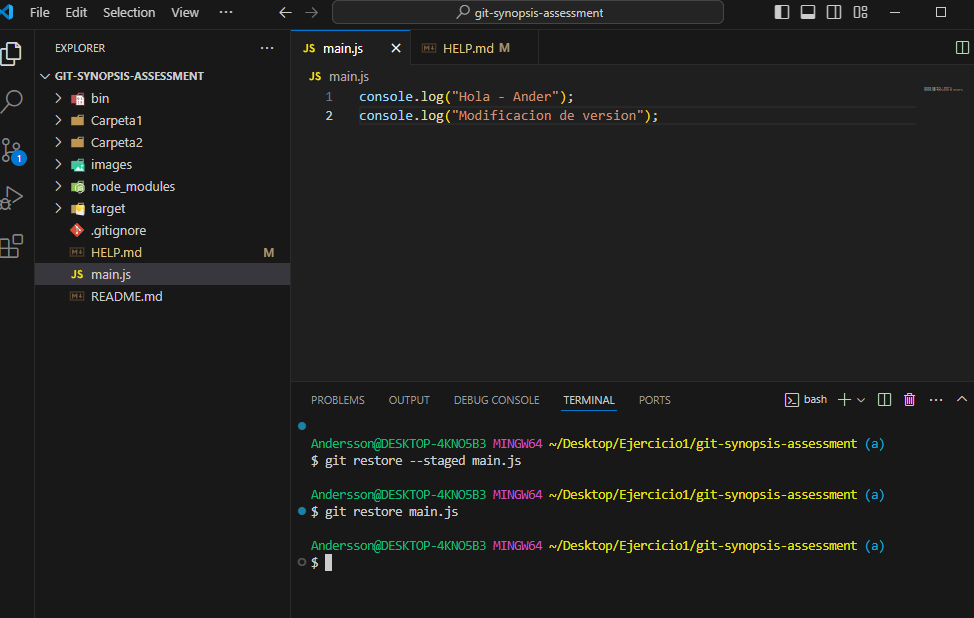 File Edit Selection View ··· ← → git-synopsis-assessment
EXPLORER ···
GIT-SYNOPSIS-ASSESSMENT
bin
Carpeta1
Carpeta2
images
node_modules
target
.gitignore
HELP.md M
JS main.js
README.md
1
JS main.js × HELP.md M
JS main.js
1 console.log("Hola - Ander");
2 console.log("Modificacion de version");
PROBLEMS OUTPUT DEBUG CONSOLE TERMINAL PORTS bash
Andersson@DESKTOP-4KNO5B3 MINGW64 ~/Desktop/Ejercicio1/git-synopsis-assessment (a)
$ git restore --staged main.js
Andersson@DESKTOP-4KNO5B3 MINGW64 ~/Desktop/Ejercicio1/git-synopsis-assessment (a)
$ git restore main.js
Andersson@DESKTOP-4KNO5B3 MINGW64 ~/Desktop/Ejercicio1/git-synopsis-assessment (a)
$